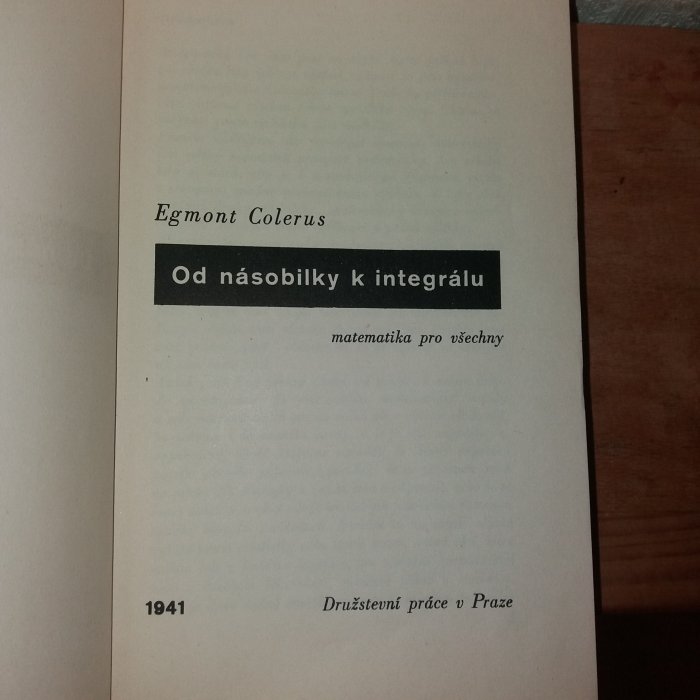 Egmont Colerus
Od násobilky k integrálu
matematika pro všechny
1941
Družstevní práce v Praze